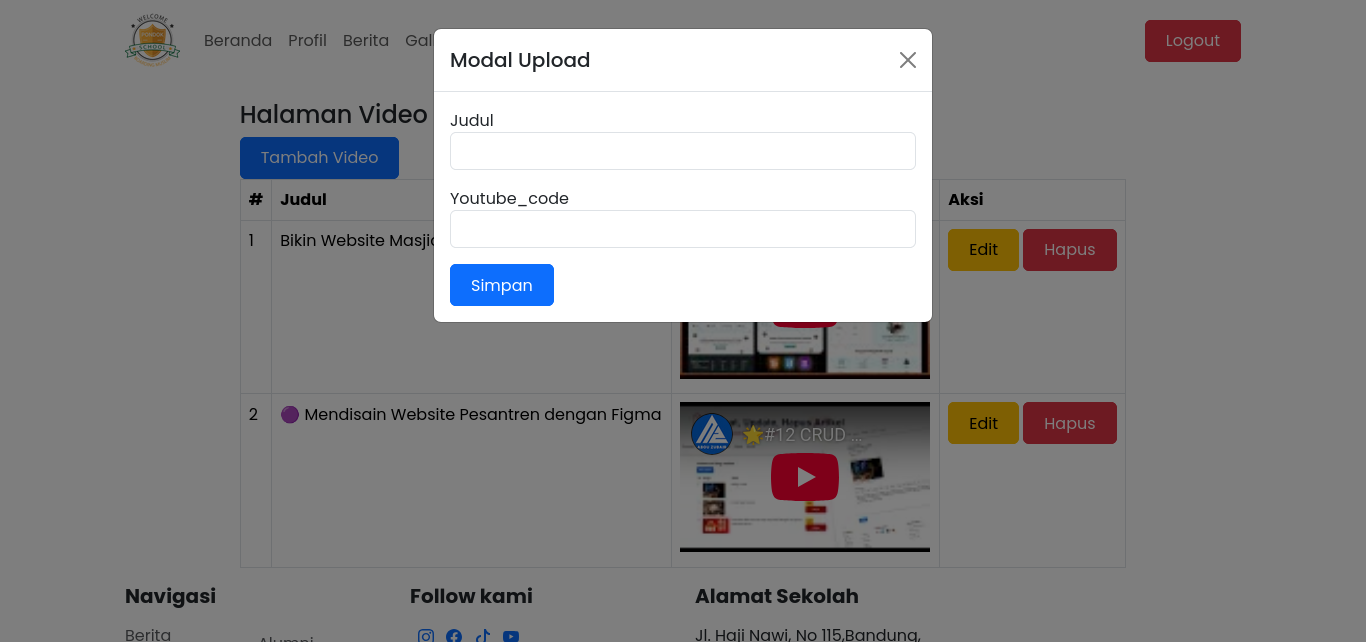 WELCOME
SCHOOL
Beranda Profil Berita Gal
Logout
Modal Upload
Judul
Youtube_code
Simpan
Halaman Video
Tambah Video
# Judul Aksi
1 Bikin Website Masji
Edit Hapus
2 🟣 Mendisain Website Pesantren dengan Figma
⭐#12 CRUD ...
Edit Hapus
Navigasi Follow kami Alamat Sekolah
Berita Alumni Jl. Haji Nawi, No 115,Bandung,